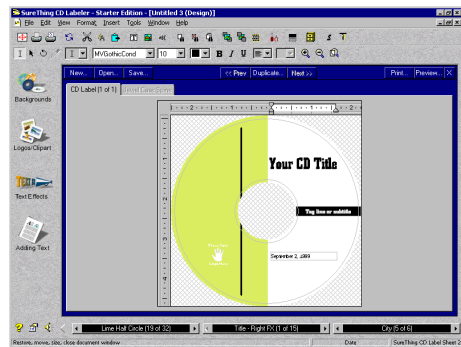 SureThing CD Labeler - Starter Edition - [Untitled 3 (Design)]
File Edit View Format Insert Tools Window Help
I MVGothicCond 10 B I U
New... Open... Save... << Prev Duplicate... Next >> Print... Preview... X
CD Label (1 of 1) Jewel Case Spine
Backgrounds
Logos/Clipart
Text Effects
Adding Text
Your CD Title
Tag line or subtitle
September 2, 1999
Lime Half Circle (19 of 32) Title - Right FX (1 of 15) City (5 of 6)
Restore, move, size, close document window Date SureThing CD Label Sheet 2